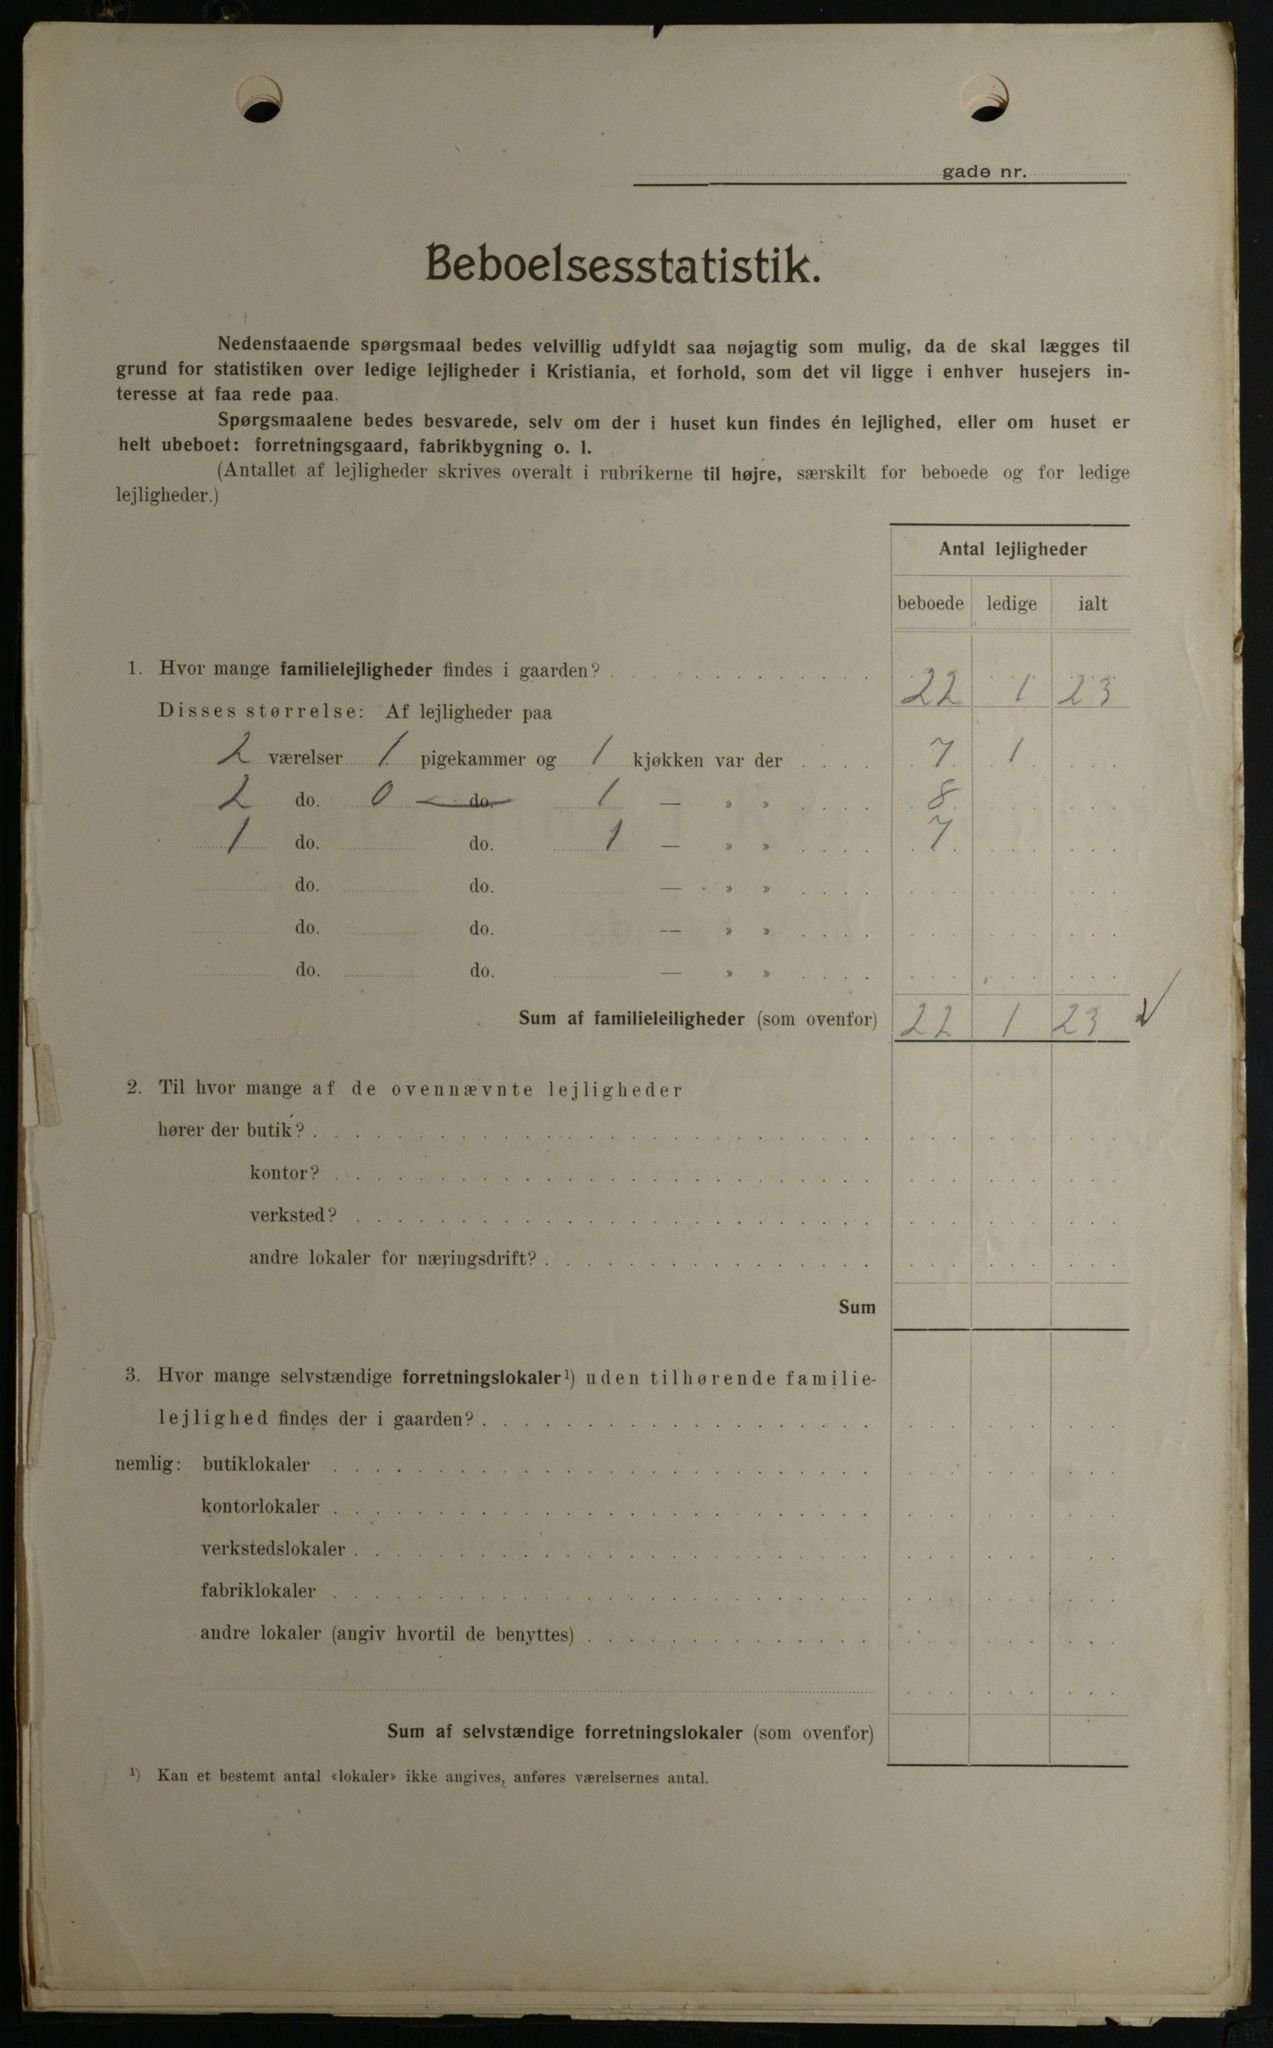 gade nr.
Beboelsesstatistik.
Nedenstaaende spørgsmaal bedes velvillig udfyldt saa nøjagtig som mulig, da de skal lægges til
grund for statistiken over ledige lejligheder i Kristiania, et forhold, som det vil ligge i enhver husejers in-
teresse at faa rede paa.
Spørgsmaalene bedes besvarede, selv om der i huset kun findes én lejlighed, eller om huset er
helt ubeboet: forretningsgaard, fabrikbygning o. l.
(Antallet af lejligheder skrives overalt i rubrikerne til højre, særskilt for beboede og for ledige
lejligheder.)
Antal lejligheder
beboede ledige ialt
1. Hvor mange familielejligheder findes i gaarden? 22 1 23
Disses størrelse: Af lejligheder paa
2 værelser 1 pigekammer og 1 kjøkken var der 7 1
2 do. 0 do. 1 — » » 8
1 do. do. 1 — » » 7
do. do. — » »
do. do. — » »
do. do. — » »
Sum af familieleiligheder (som ovenfor) 22 1 23 √
2. Til hvor mange af de ovennævnte lejligheder
hører der butik?
kontor?
verksted?
andre lokaler for næringsdrift?
Sum
3. Hvor mange selvstændige forretningslokaler¹) uden tilhørende familie-
lejlighed findes der i gaarden?
nemlig: butiklokaler
kontorlokaler
verkstedslokaler
fabriklokaler
andre lokaler (angiv hvortil de benyttes)
Sum af selvstændige forretningslokaler (som ovenfor)
¹) Kan et bestemt antal «lokaler» ikke angives, anføres værelsernes antal.